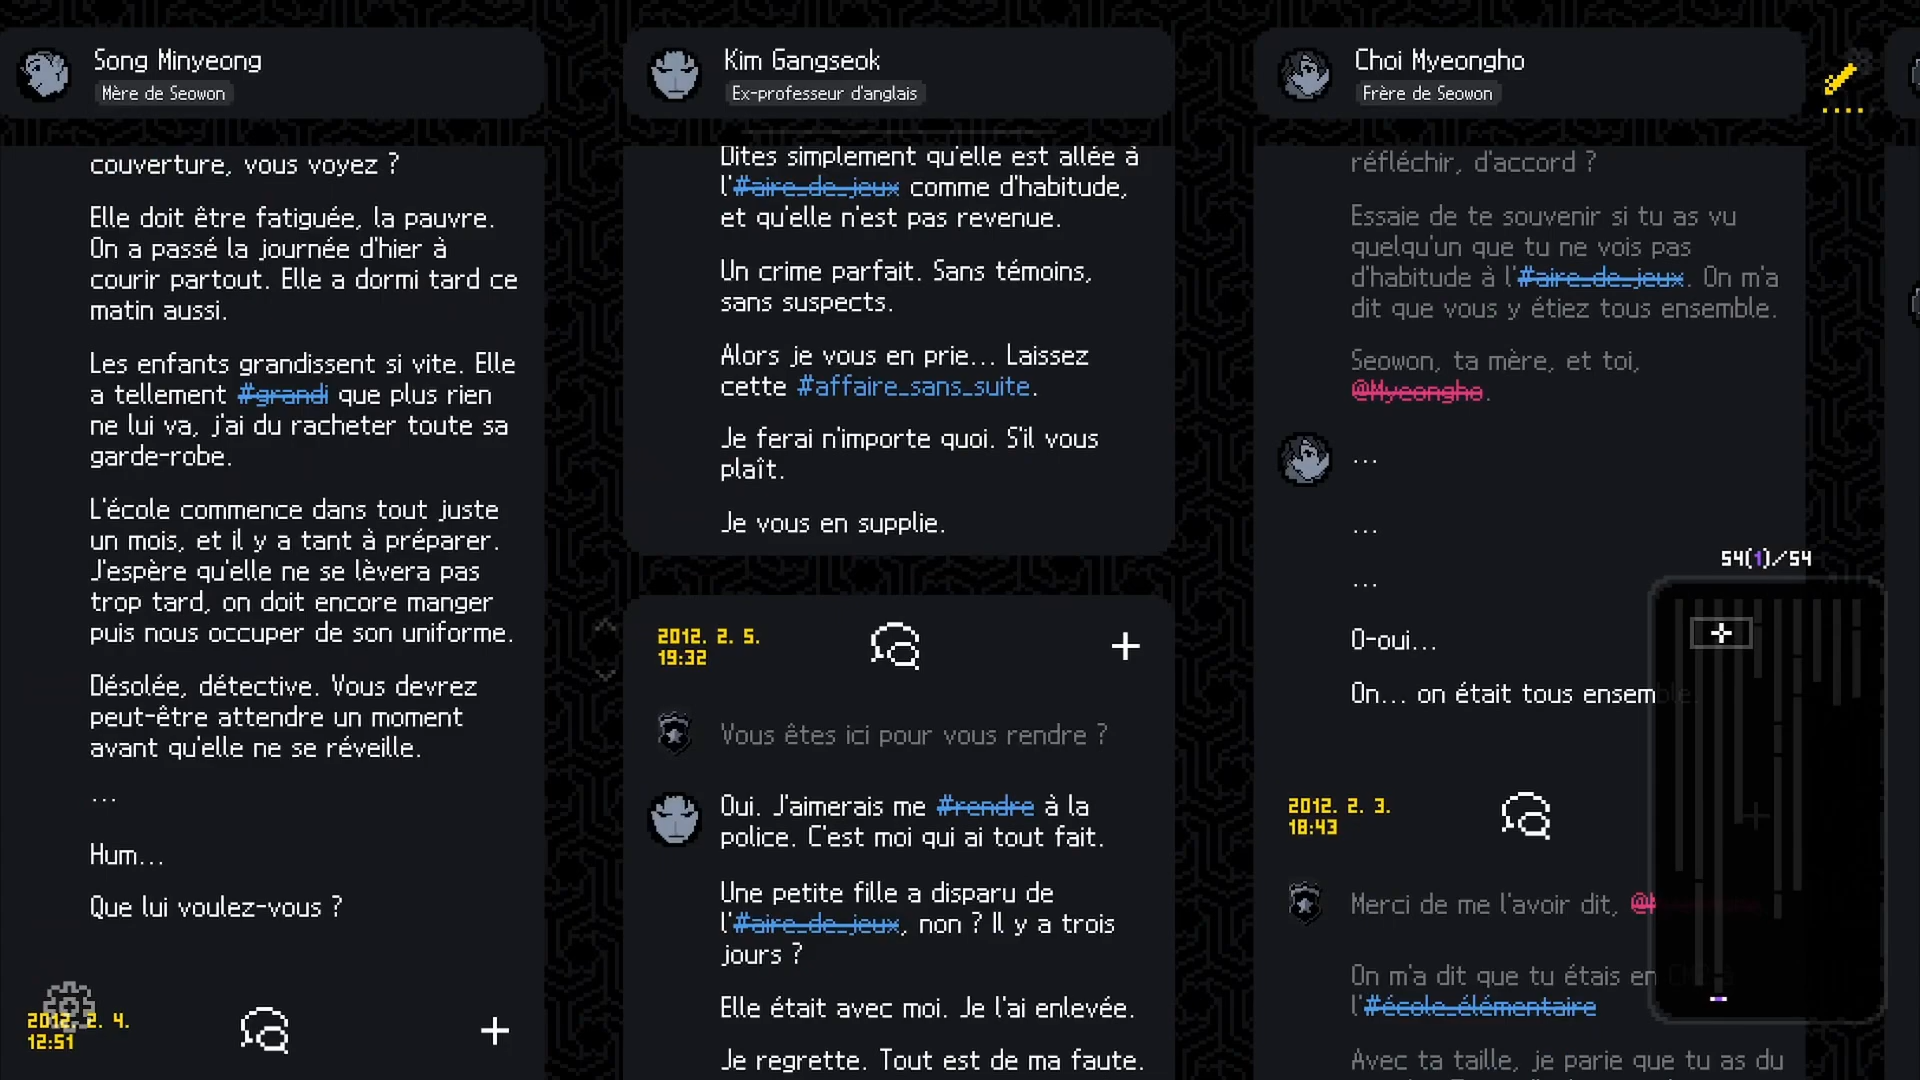 Song Minyeong
Mère de Seowon
couverture, vous voyez ?
Elle doit être fatiguée, la pauvre.
On a passé la journée d'hier à
courir partout. Elle a dormi tard ce
matin aussi.
Les enfants grandissent si vite. Elle
a tellement #grandi que plus rien
ne lui va, j'ai du racheter toute sa
garde-robe.
L'école commence dans tout juste
un mois, et il y a tant à préparer.
J'espère qu'elle ne se lèvera pas
trop tard, on doit encore manger
puis nous occuper de son uniforme.
Désolée, détective. Vous devrez
peut-être attendre un moment
avant qu'elle ne se réveille.
...
Hum...
Que lui voulez-vous ?
2012. 2. 4.
12:51
Kim Gangseok
Ex-professeur d'anglais
Dites simplement qu'elle est allée à
l'#aire_de_jeux comme d'habitude,
et qu'elle n'est pas revenue.
Un crime parfait. Sans témoins,
sans suspects.
Alors je vous en prie... Laissez
cette #affaire_sans_suite.
Je ferai n'importe quoi. S'il vous
plaît.
Je vous en supplie.
2012. 2. 5.
19:32
Vous êtes ici pour vous rendre ?
Oui. J'aimerais me #rendre à la
police. C'est moi qui ai tout fait.
Une petite fille a disparu de
l'#aire_de_jeux, non ? Il y a trois
jours ?
Elle était avec moi. Je l'ai enlevée.
Je regrette. Tout est de ma faute.
Choi Myeongho
Frère de Seowon
réfléchir, d'accord ?
Essaie de te souvenir si tu as vu
quelqu'un que tu ne vois pas
d'habitude à l'#aire_de_jeux. On m'a
dit que vous y étiez tous ensemble.
Seowon, ta mère, et toi,
@Myeongho.
...
...
...
O-oui...
On... on était tous ensemble.
2012. 2. 3.
18:43
Merci de me l'avoir dit,
On m'a dit que tu étais en
l'#école_élémentaire
Avec ta taille, je parie que tu as du
54(1)/54